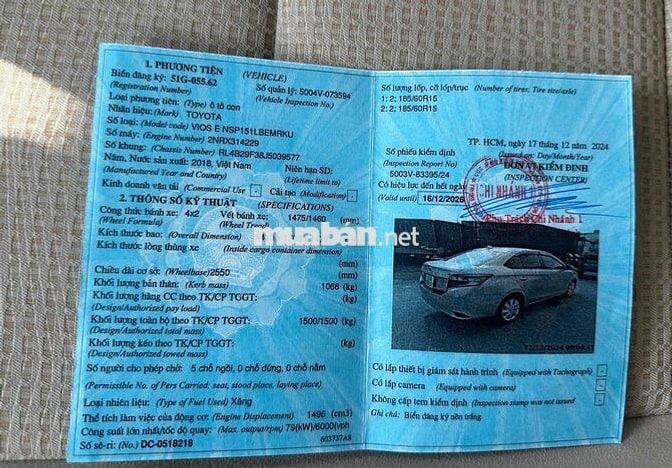 1. PHƯƠNG TIỆN (VEHICLE)
Biển đăng ký: 51G-055.62 Số quản lý: 5004V-073594
(Registration Number) (Vehicle Inspection No.)
Loại phương tiện: (Type) ô tô con
Nhãn hiệu: (Mark) TOYOTA
Số loại: (Model code) VIOS E NSP151LBEMRKU
Số máy: (Engine Number) 2NRX314229
Số khung: (Chassis Number) RL4B29F38J5039577
Năm, Nước sản xuất: 2018, Việt Nam Niên hạn SD:
(Manufactured Year and Country) (Lifetime limit to)
Kinh doanh vận tải (Commercial Use) - Cải tạo (Modification) -
2. THÔNG SỐ KỸ THUẬT (SPECIFICATIONS)
Công thức bánh xe: 4x2 Vết bánh xe: 1475/1460 (mm)
(Wheel Formula) (Wheel Tread)
Kích thước bao: (Overall Dimension) (mm)
Kích thước lòng thùng xe (Inside cargo container dimension)
(mm)
Chiều dài cơ sở: (Wheelbase) 2550 (mm)
Khối lượng bản thân: (Kerb mass) 1068 (kg)
Khối lượng hàng CC theo TK/CP TGGT: (kg)
(Design/Authorized pay load)
Khối lượng toàn bộ theo TK/CP TGGT: 1500/1500 (kg)
(Design/Authorized total mass)
Khối lượng kéo theo TK/CP TGGT: (kg)
(Design/Authorized towed mass)
Số người cho phép chở: 5 chỗ ngồi, 0 chỗ đứng, 0 chỗ nằm
(Permissible No. of Pers Carried: seat, stood place, laying place)
Loại nhiên liệu: (Type of Fuel Used) Xăng
Thể tích làm việc của động cơ: (Engine Displacement) 1496 (cm3)
Công suất lớn nhất/tốc độ quay: (Max. output/rpm) 79(kW)/6000(vph
Số sê-ri: (No.) DC-0518218 603737A8
Số lượng lốp, cỡ lốp/trục (Number of tires; Tire size/axle)
1: 2; 185/60R15
2: 2; 185/60R15
TP. HCM, ngày 17 tháng 12 năm 2024
Số phiếu kiểm định (Issued on: Day/Month/Year)
(Inspection Report No) ĐƠN VỊ KIỂM ĐỊNH
5003V-83395/24 (INSPECTION CENTER)
Có hiệu lực đến hết ngày
CHI NHÁNH
(Valid until) 16/12/2026
Phụ Trách Chi Nhánh 1
muaban.net
17/12/2024 09:04:47
Có lắp thiết bị giám sát hành trình (Equipped with Tachograph) -
Có lắp camera (Equipped with camera) -
Không cấp tem kiểm định (Inspection stamp was not issued) -
Ghi chú: Biển đăng ký nền trắng